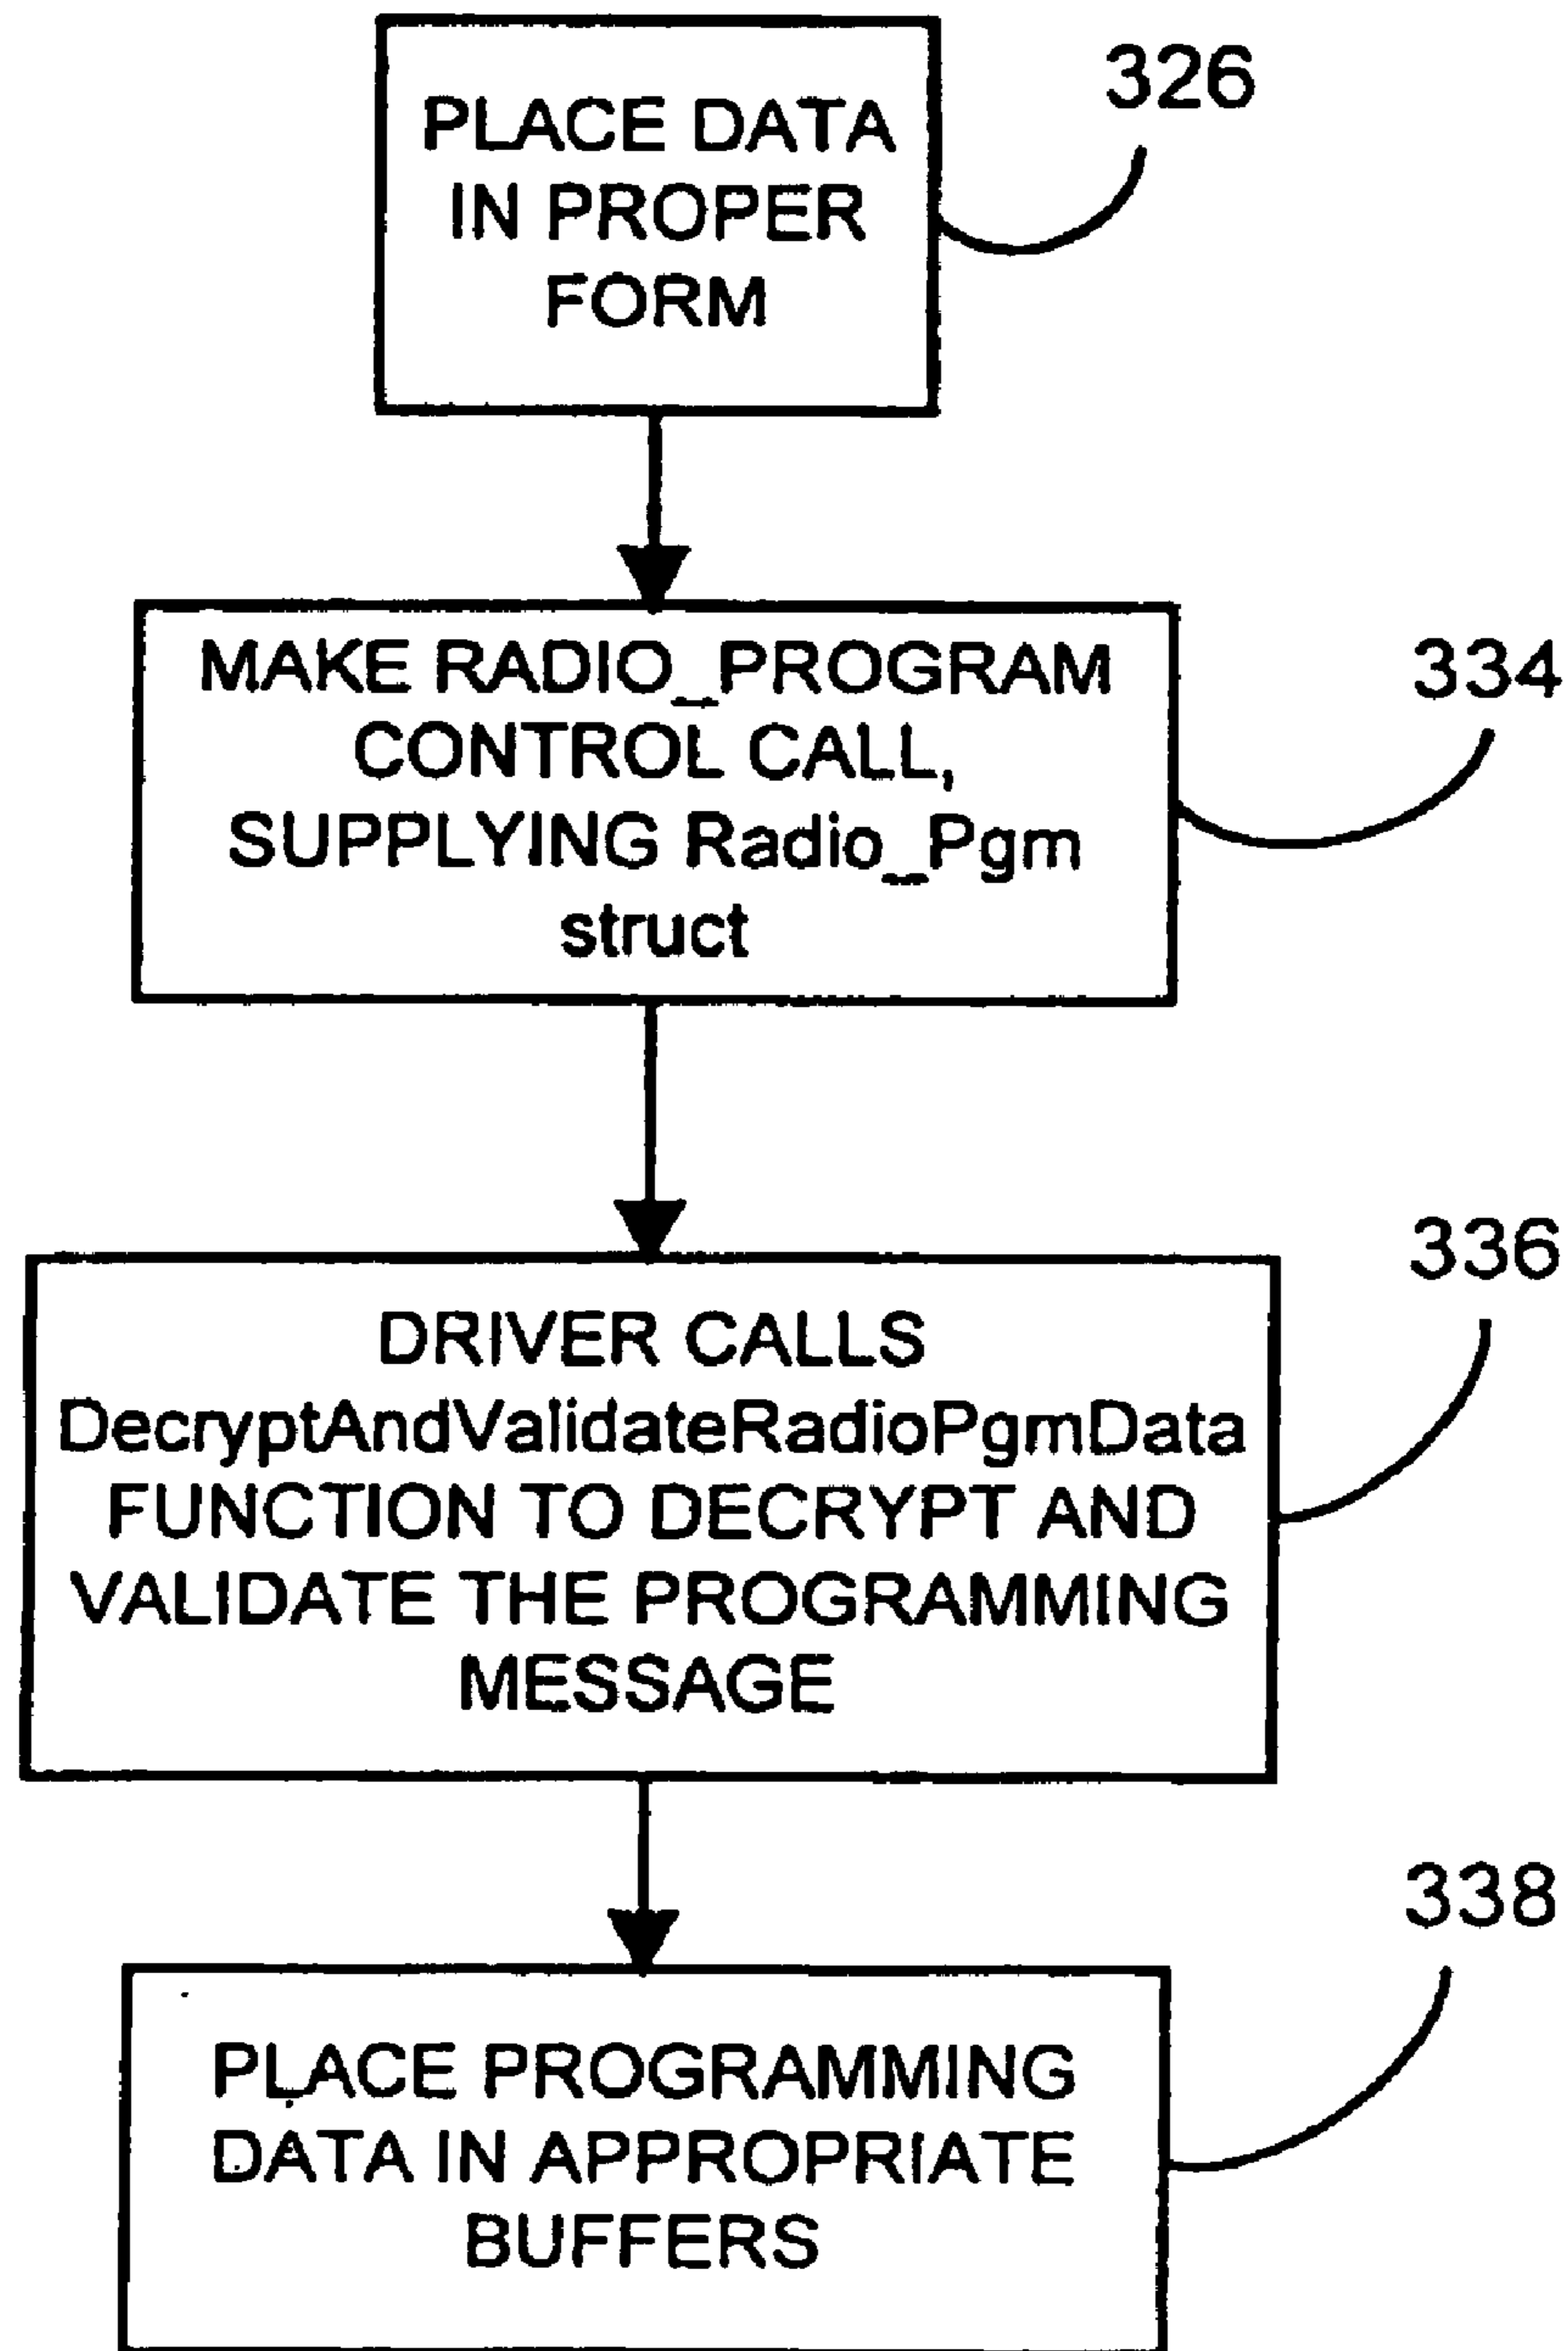 PLACE DATA
IN PROPER
FORM
326
MAKE RADIO_PROGRAM
CONTROL CALL,
SUPPLYING Radio_Pgm
struct
334
DRIVER CALLS
DecryptAndValidateRadioPgmData
FUNCTION TO DECRYPT AND
VALIDATE THE PROGRAMMING
MESSAGE
336
PLACE PROGRAMMING
DATA IN APPROPRIATE
BUFFERS
338